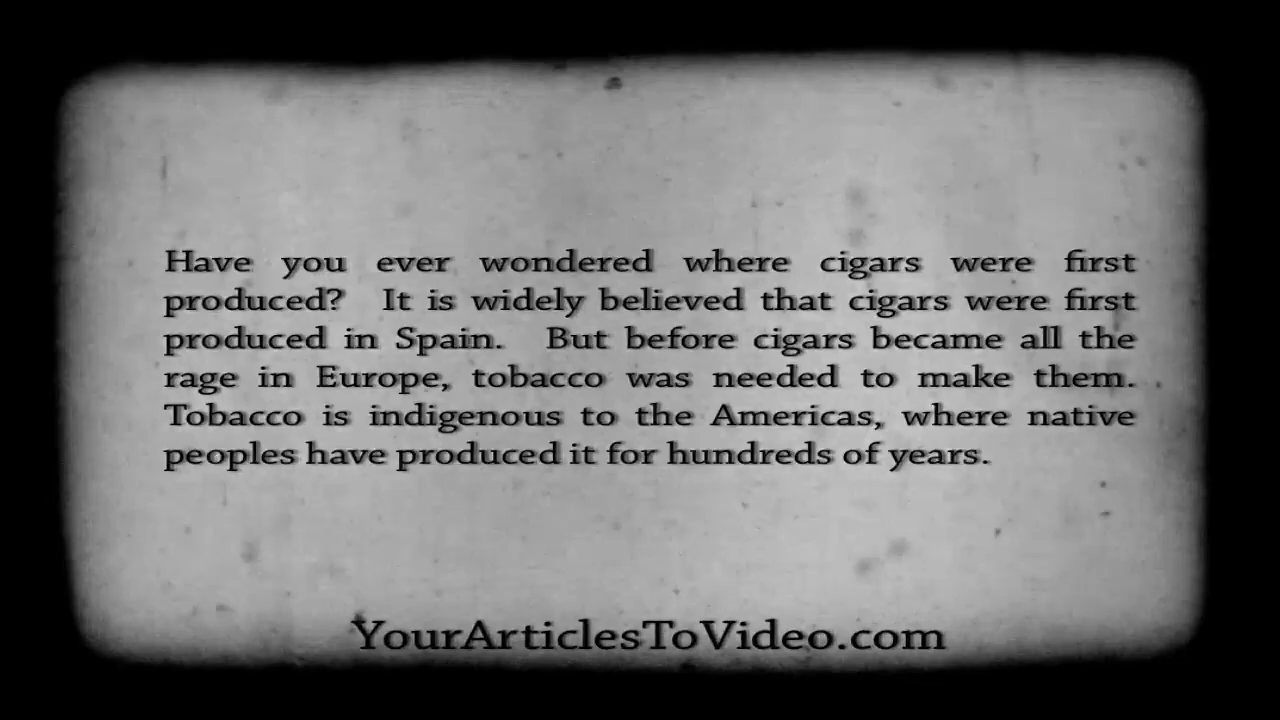 Have you ever wondered where cigars were first
produced? It is widely believed that cigars were first
produced in Spain. But before cigars became all the
rage in Europe, tobacco was needed to make them.
Tobacco is indigenous to the Americas, where native
peoples have produced it for hundreds of years.
YourArticlesToVideo.com